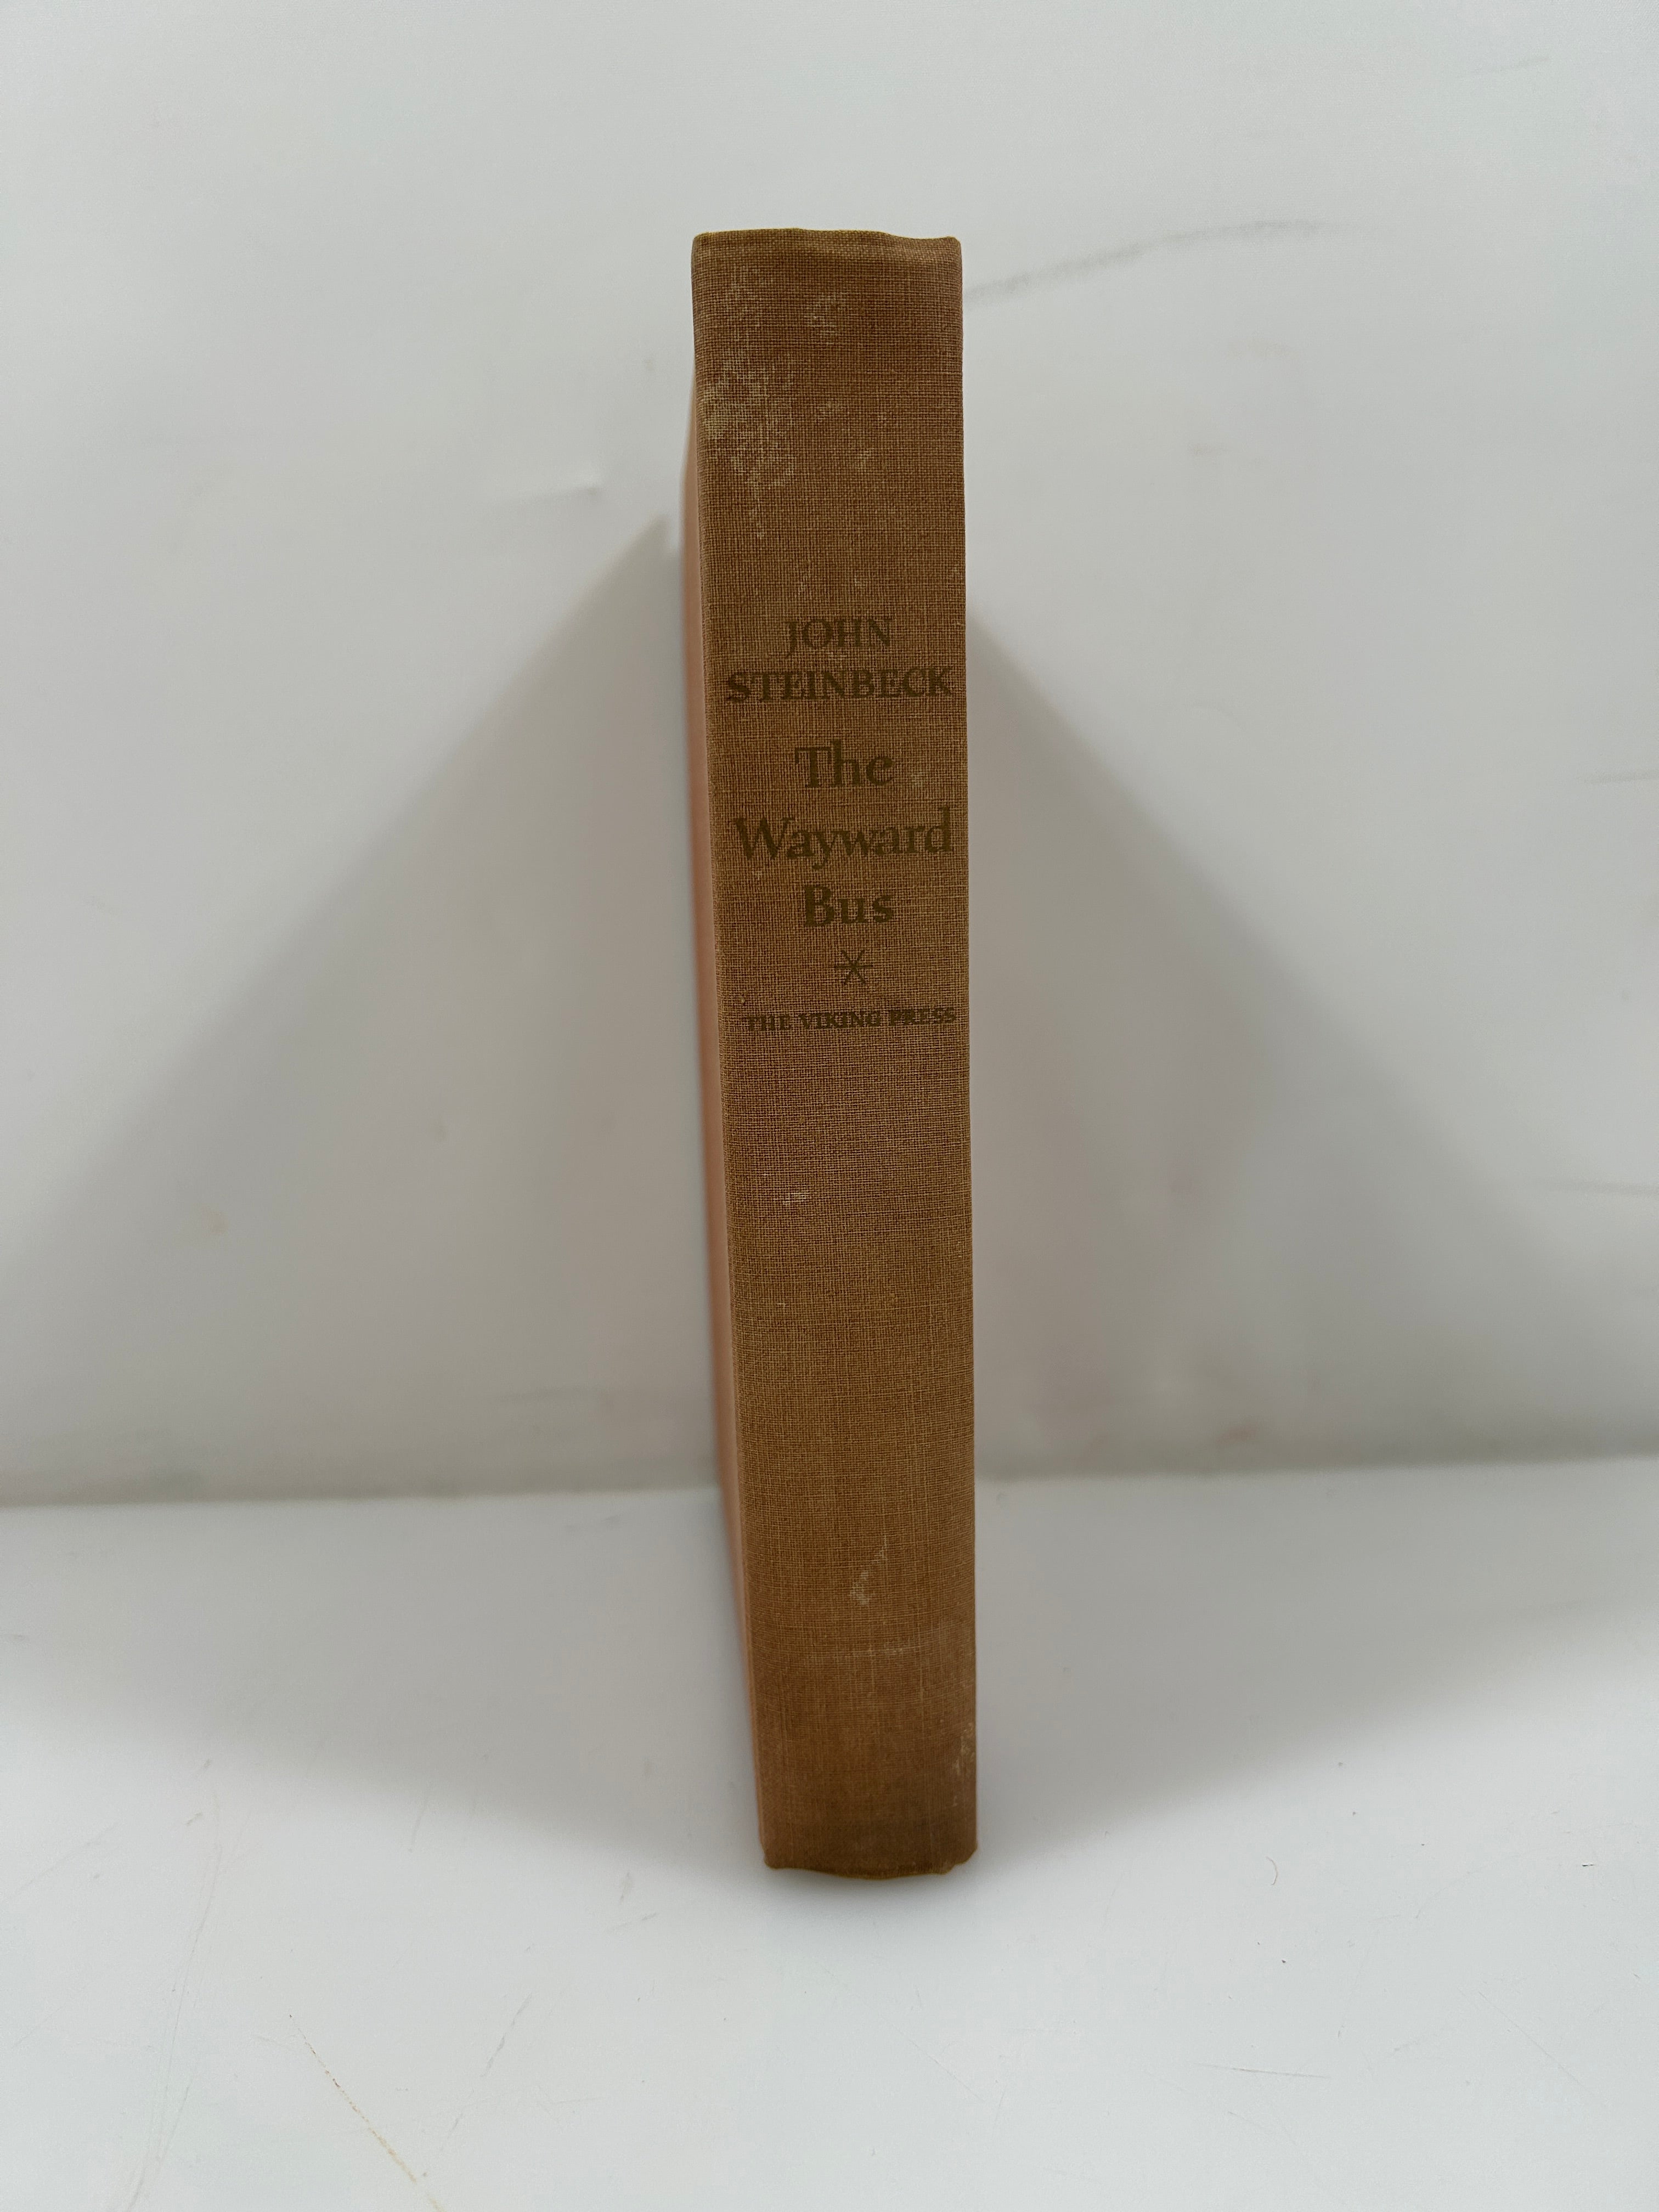 JOHN
STEINBECK
The
Wayward
Bus
THE VIKING PRESS